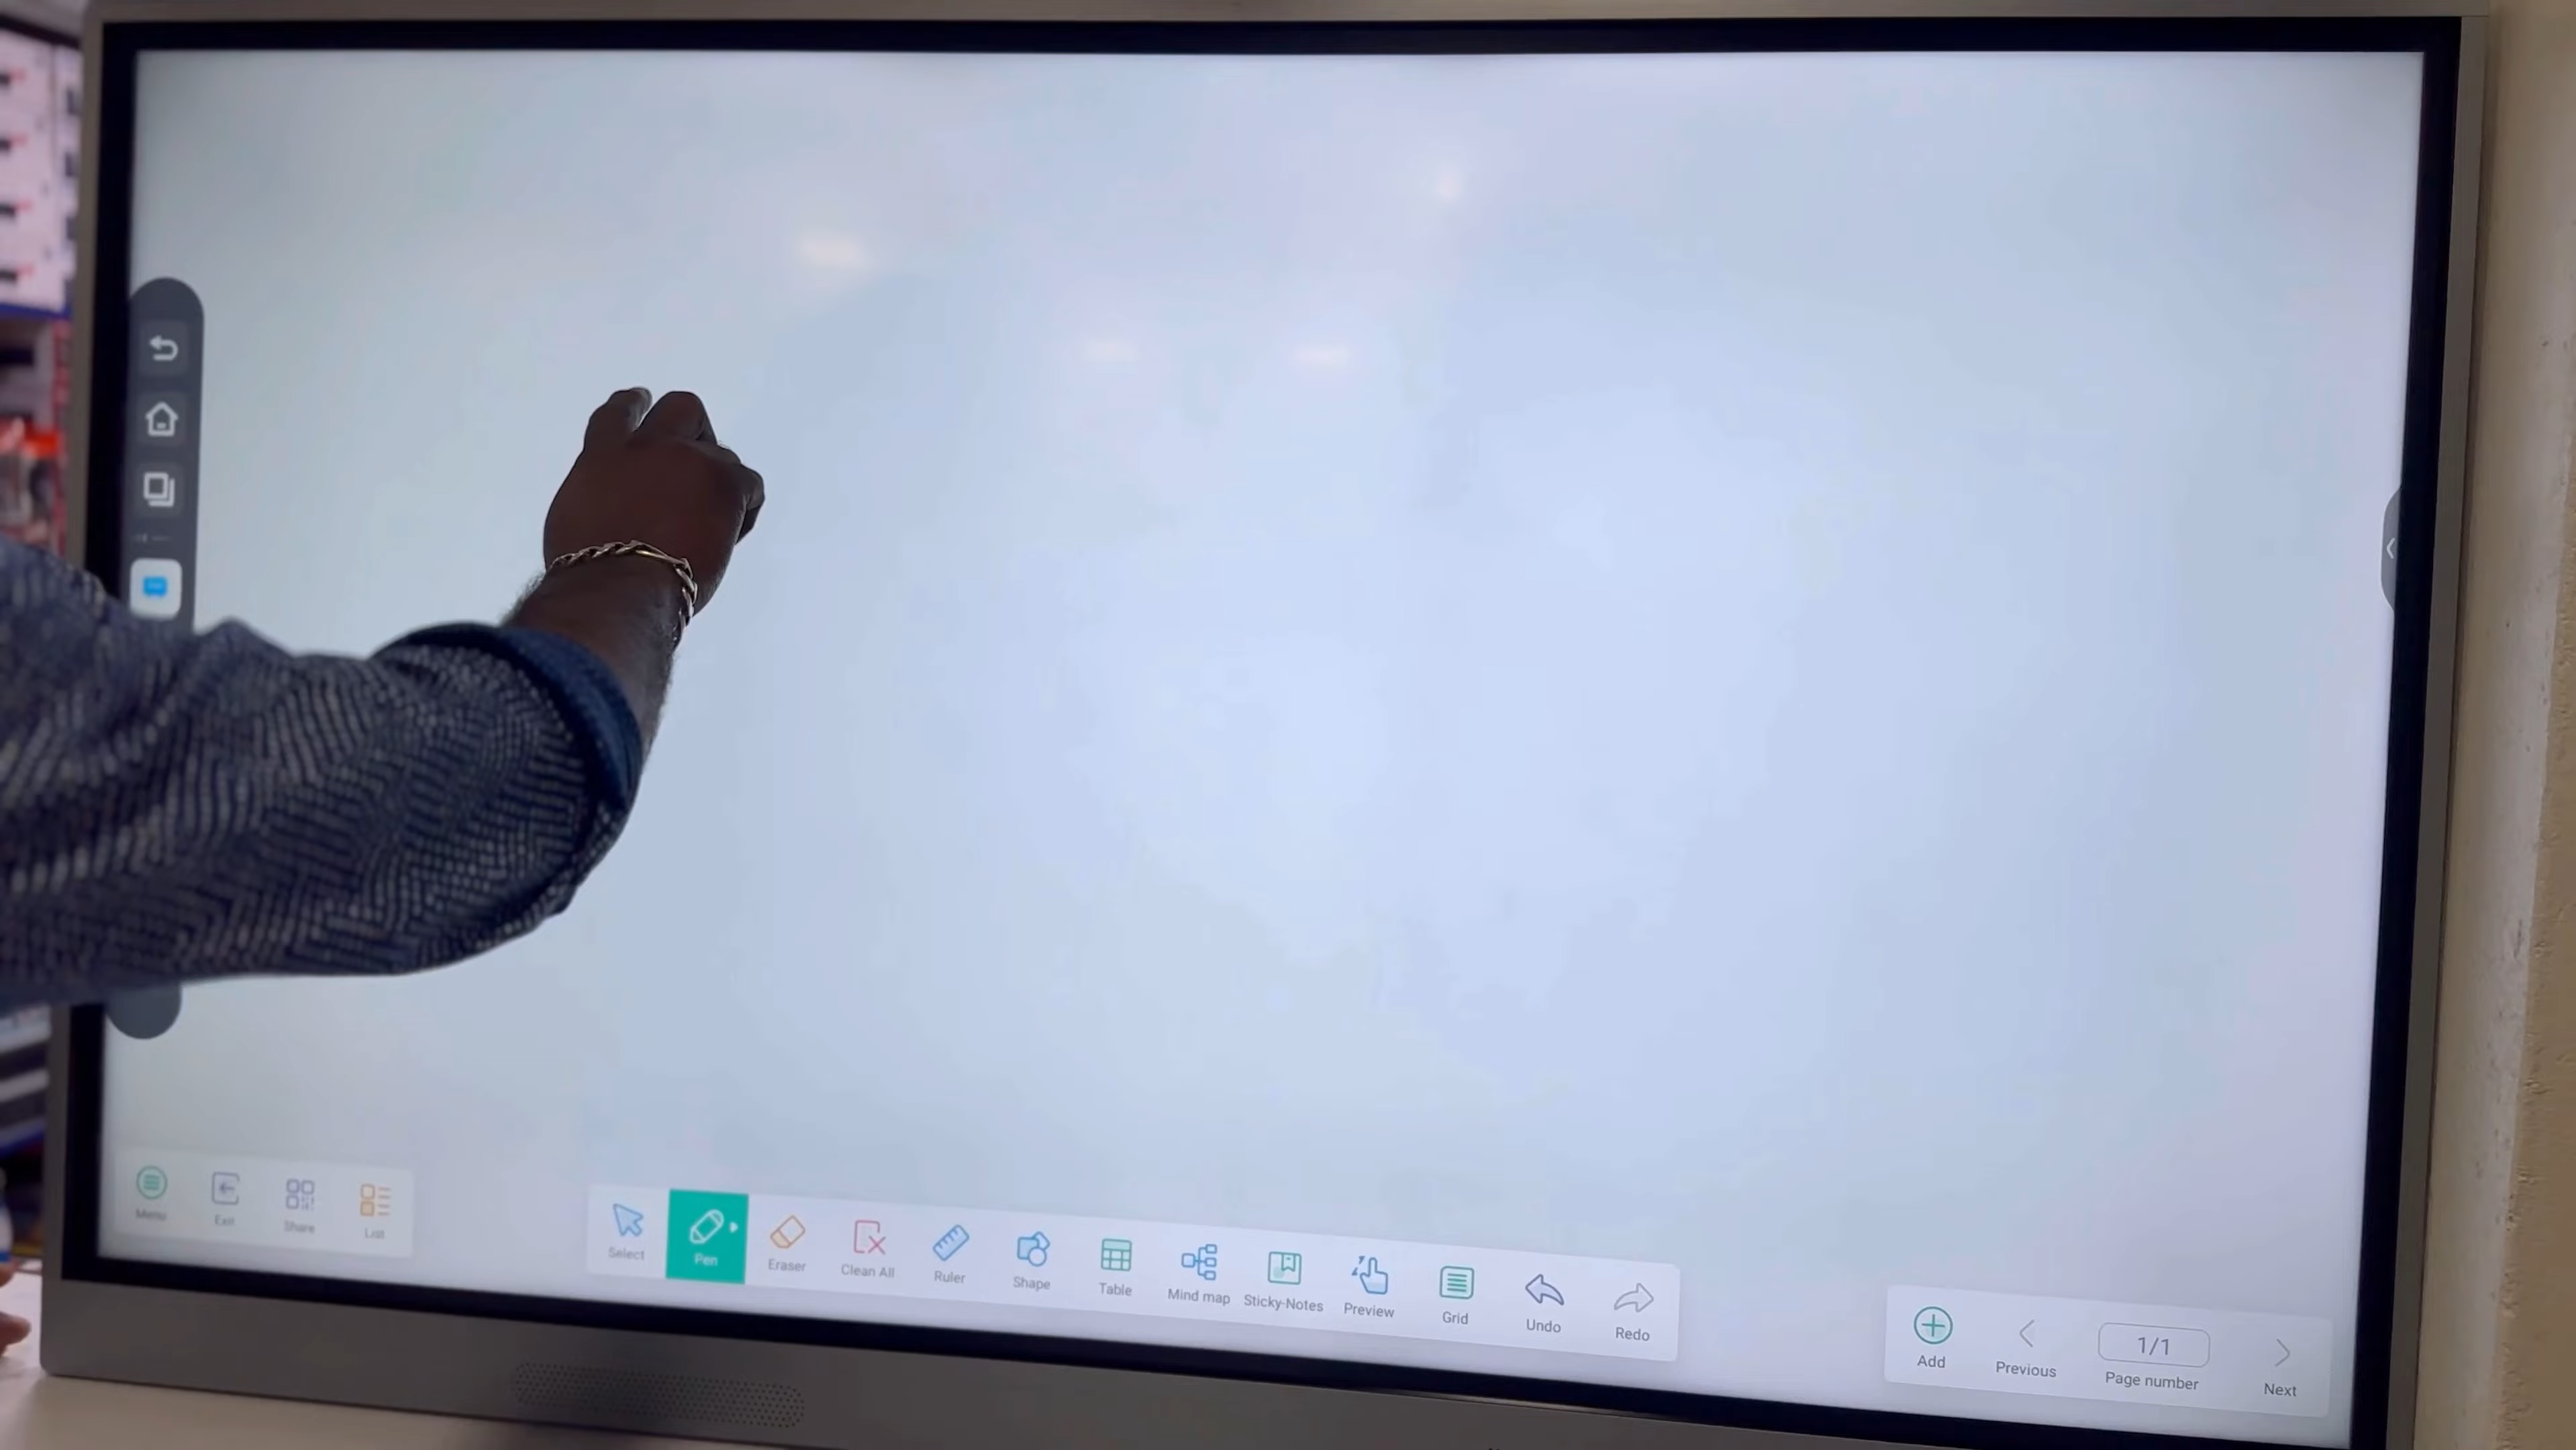 Menu
Exit
Share
List
Select
Pen
Eraser
Clean All
Ruler
Shape
Table
Mind map
Sticky-Notes
Preview
Grid
Undo
Redo
Add
Previous
1/1
Page number
Next